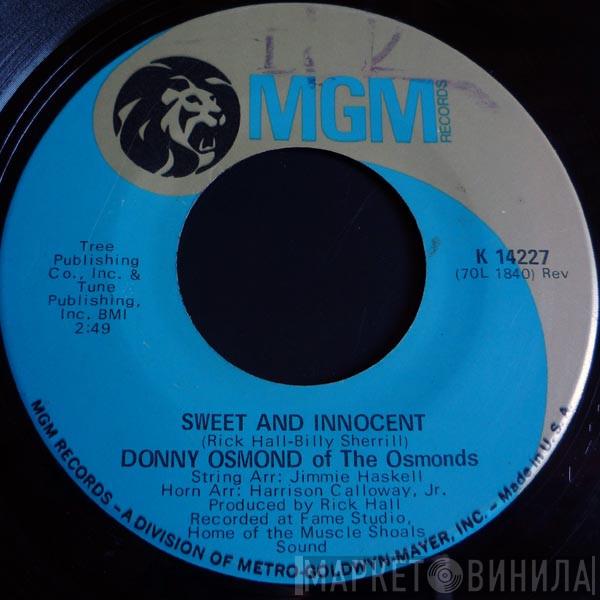 MGM
RECORDS
Tree
Publishing
Co., Inc. &
Tune
Publishing,
Inc. BMI
2:49
K 14227
(70L 1840) Rev
SWEET AND INNOCENT
(Rick Hall-Billy Sherrill)
DONNY OSMOND of The Osmonds
String Arr: Jimmie Haskell
Horn Arr: Harrison Calloway, Jr.
Produced by Rick Hall
Recorded at Fame Studio,
Home of the Muscle Shoals
Sound
MGM RECORDS – A DIVISION OF METRO-GOLDWYN-MAYER, INC. – Made in U. S. A.
МАРКЕТ ВИНИЛА